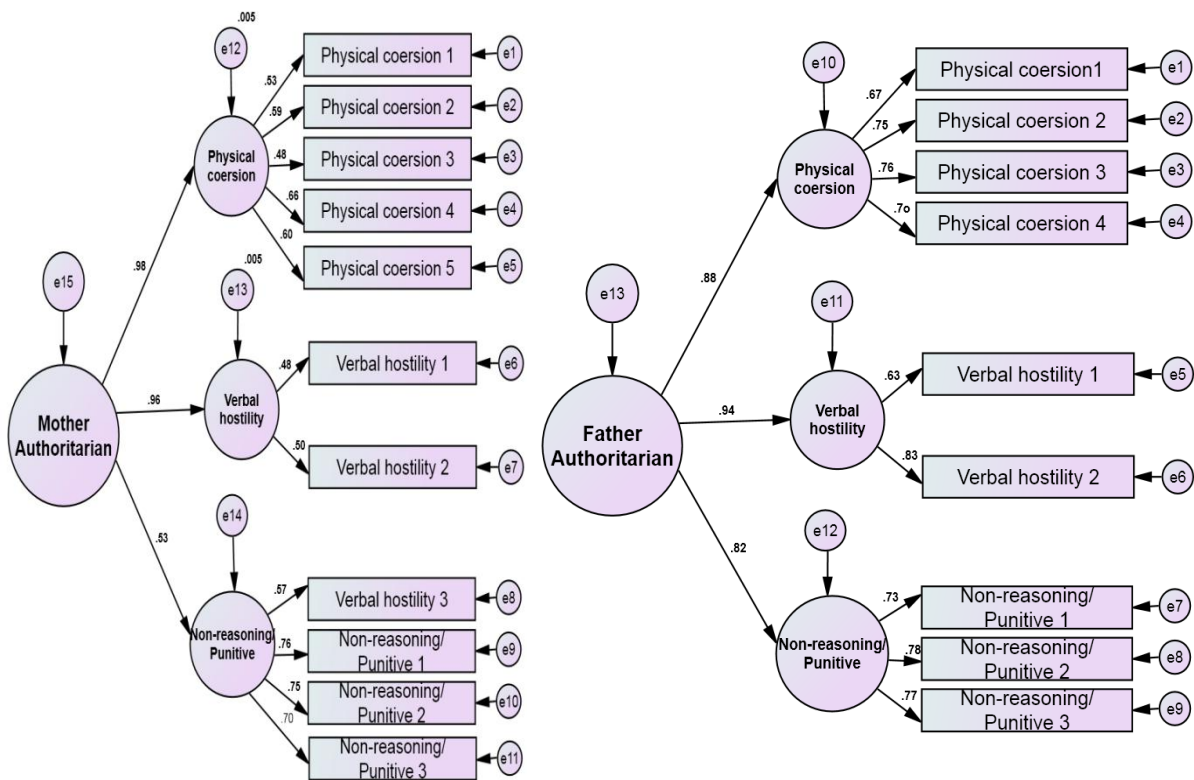 .005
e12
Physical coersion 1
e1
.53
Physical coersion 2
e2
.59
Physical
coersion
.48
Physical coersion 3
e3
.66
Physical coersion 4
e4
.60
Physical coersion 5
e5
.98
.005
e15
e13
Verbal hostility 1
e6
.48
Mother
Authoritarian
.96
Verbal
hostility
.50
Verbal hostility 2
e7
e14
.53
.57
Verbal hostility 3
e8
Non-reasoning/
Punitive
.76
Non-reasoning/
Punitive 1
e9
.75
Non-reasoning/
Punitive 2
e10
.70
Non-reasoning/
Punitive 3
e11
e10
Physical coersion1
e1
.67
Physical coersion 2
e2
.75
Physical
coersion
.76
Physical coersion 3
e3
.7o
Physical coersion 4
e4
.88
e13
e11
Verbal hostility 1
e5
.63
Father
Authoritarian
.94
Verbal
hostility
.83
Verbal hostility 2
e6
e12
.82
.73
Non-reasoning/
Punitive 1
e7
Non-reasoning/
Punitive
.78
Non-reasoning/
Punitive 2
e8
.77
Non-reasoning/
Punitive 3
e9